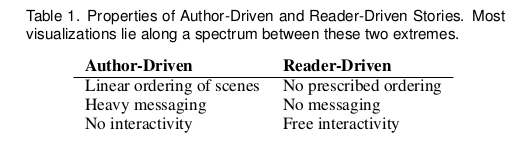 Table 1. Properties of Author-Driven and Reader-Driven Stories. Most
visualizations lie along a spectrum between these two extremes.
Author-Driven Reader-Driven
Linear ordering of scenes No prescribed ordering
Heavy messaging No messaging
No interactivity Free interactivity